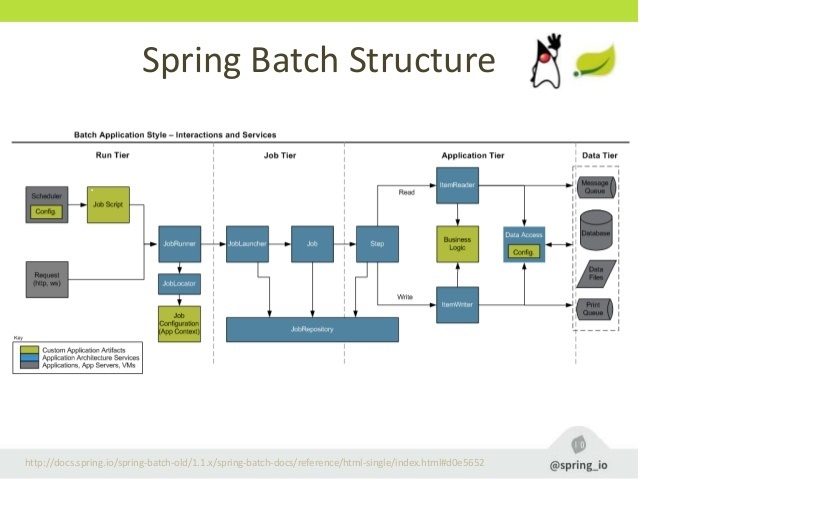 Spring Batch Structure
Batch Application Style – Interactions and Services
Run Tier
Job Tier
Application Tier
Data Tier
Scheduler
Config.
Job Script
Request
(http, ws)
JobRunner
JobLocator
Job
Configuration
(App Context)
JobLauncher
Job
Step
JobRepository
Read
Write
ItemReader
Business
Logic
ItemWriter
Data Access
Config.
Message
Queue
Database
Data
Files
Print
Queue
Key
Custom Application Artifacts
Application Architecture Services
Applications, App Servers, VMs
http://docs.spring.io/spring-batch-old/1.1.x/spring-batch-docs/reference/html-single/index.html#d0e5652
@spring_io